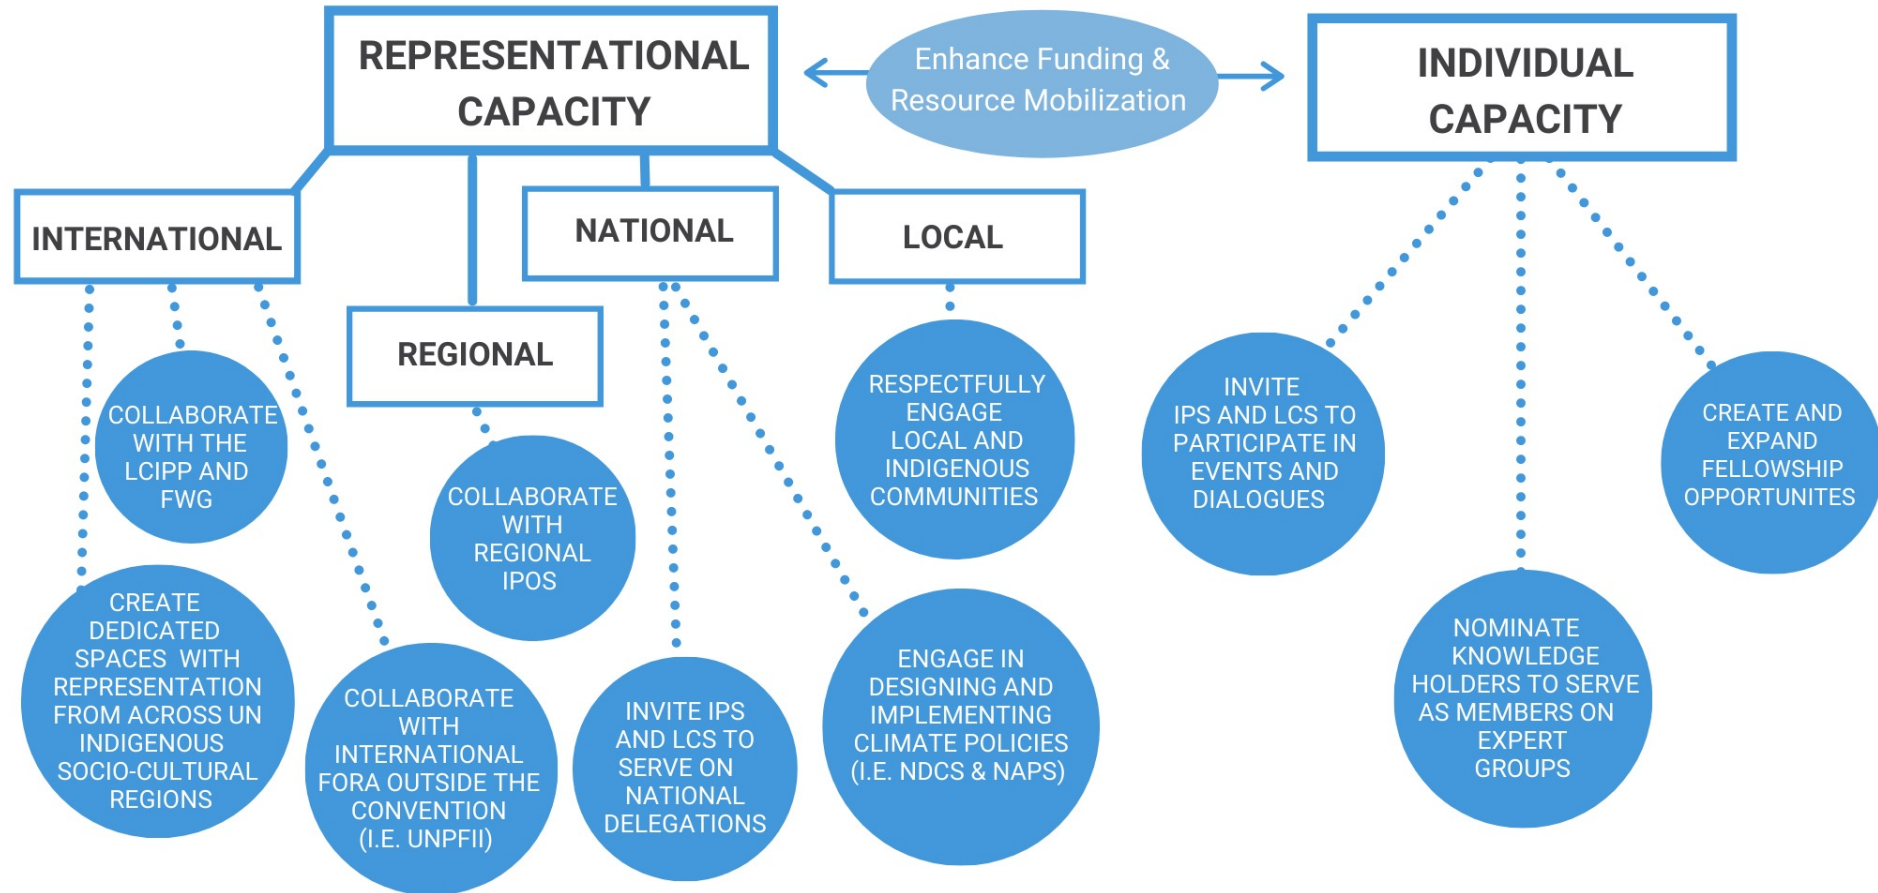 REPRESENTATIONAL
CAPACITY
Enhance Funding &
Resource Mobilization
INDIVIDUAL
CAPACITY
INTERNATIONAL
REGIONAL
NATIONAL
LOCAL
COLLABORATE
WITH THE
LCIPP AND
FWG
CREATE
DEDICATED
SPACES WITH
REPRESENTATION
FROM ACROSS UN
INDIGENOUS
SOCIO-CULTURAL
REGIONS
COLLABORATE
WITH
INTERNATIONAL
FORA OUTSIDE THE
CONVENTION
(I.E. UNPFII)
COLLABORATE
WITH
REGIONAL
IPOS
INVITE IPS
AND LCS TO
SERVE ON
NATIONAL
DELEGATIONS
ENGAGE IN
DESIGNING AND
IMPLEMENTING
CLIMATE POLICIES
(I.E. NDCS & NAPS)
RESPECTFULLY
ENGAGE
LOCAL AND
INDIGENOUS
COMMUNITIES
INVITE
IPS AND LCS TO
PARTICIPATE IN
EVENTS AND
DIALOGUES
NOMINATE
KNOWLEDGE
HOLDERS TO SERVE
AS MEMBERS ON
EXPERT
GROUPS
CREATE AND
EXPAND
FELLOWSHIP
OPPORTUNITES